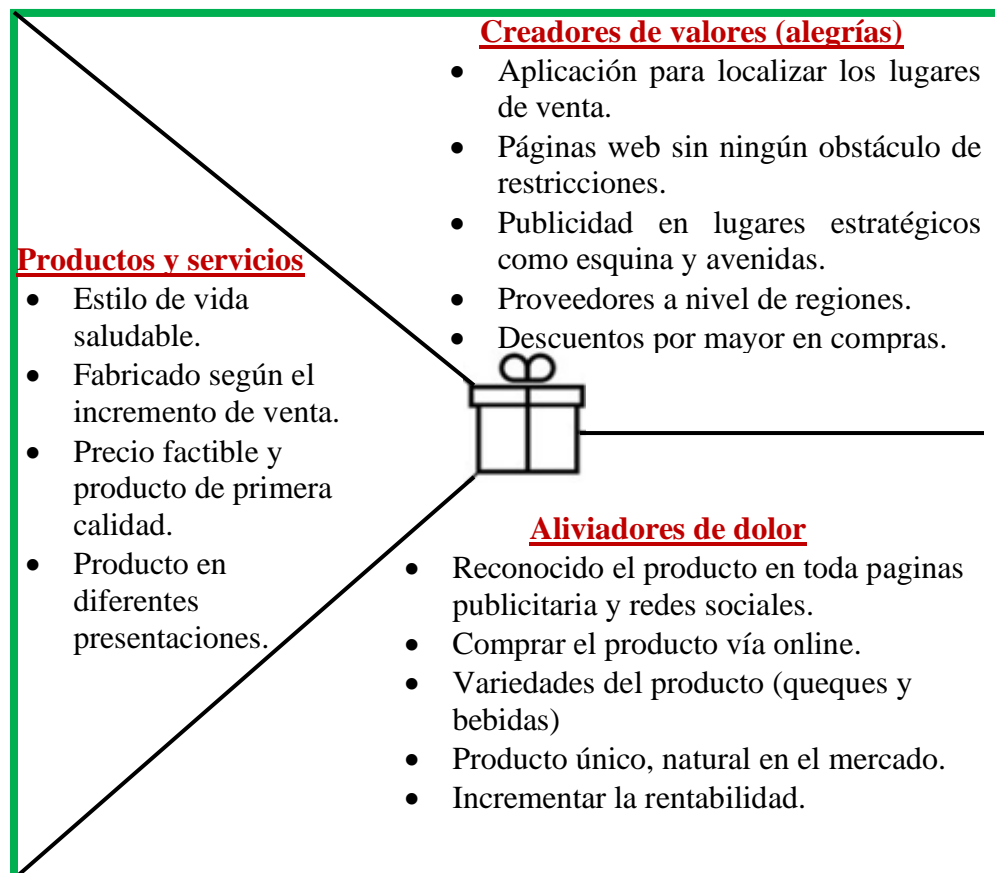 Creadores de valores (alegrías)
• Aplicación para localizar los lugares
de venta.
• Páginas web sin ningún obstáculo de
restricciones.
• Publicidad en lugares estratégicos
como esquina y avenidas.
• Proveedores a nivel de regiones.
• Descuentos por mayor en compras.
Productos y servicios
• Estilo de vida
saludable.
• Fabricado según el
incremento de venta.
• Precio factible y
producto de primera
calidad.
• Producto en
diferentes
presentaciones.
Aliviadores de dolor
• Reconocido el producto en toda paginas
publicitaria y redes sociales.
• Comprar el producto vía online.
• Variedades del producto (queques y
bebidas)
• Producto único, natural en el mercado.
• Incrementar la rentabilidad.